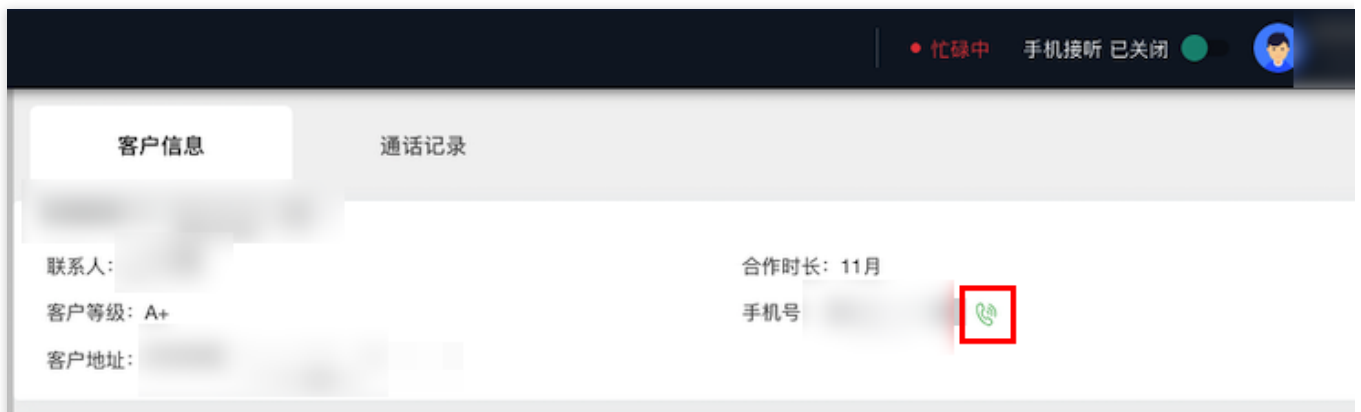 忙碌中 手机接听 已关闭
客户信息 通话记录
联系人:
合作时长: 11月
客户等级: A+
手机号
客户地址: